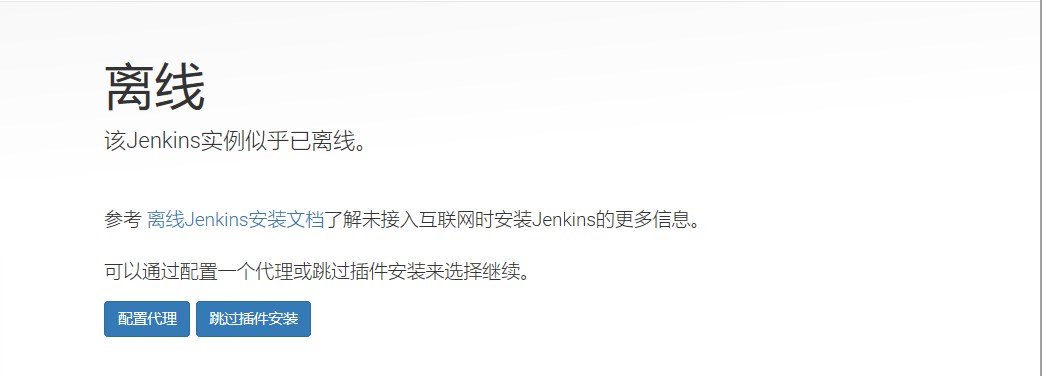 离线
该Jenkins实例似乎已离线。
参考 离线Jenkins安装文档了解未接入互联网时安装Jenkins的更多信息。
可以通过配置一个代理或跳过插件安装来选择继续。
配置代理 跳过插件安装